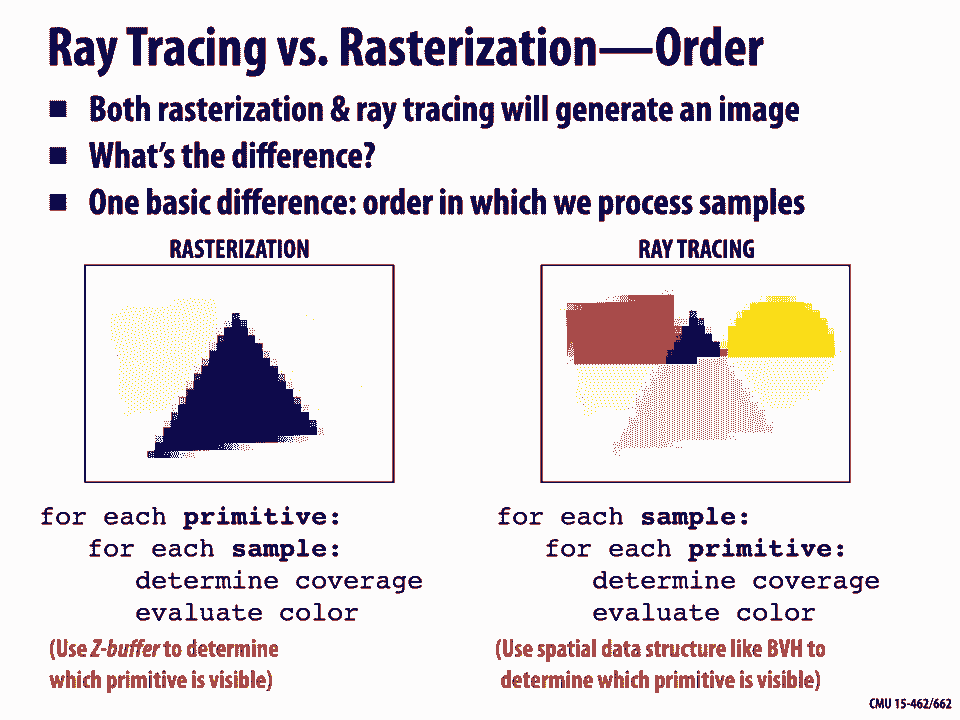 Ray Tracing vs. Rasterization—Order
■ Both rasterization & ray tracing will generate an image
■ What’s the difference?
■ One basic difference: order in which we process samples
RASTERIZATION
for each primitive:
for each sample:
determine coverage
evaluate color
(Use Z-buffer to determine
which primitive is visible)
RAY TRACING
for each sample:
for each primitive:
determine coverage
evaluate color
(Use spatial data structure like BVH to
determine which primitive is visible)
CMU 15-462/662